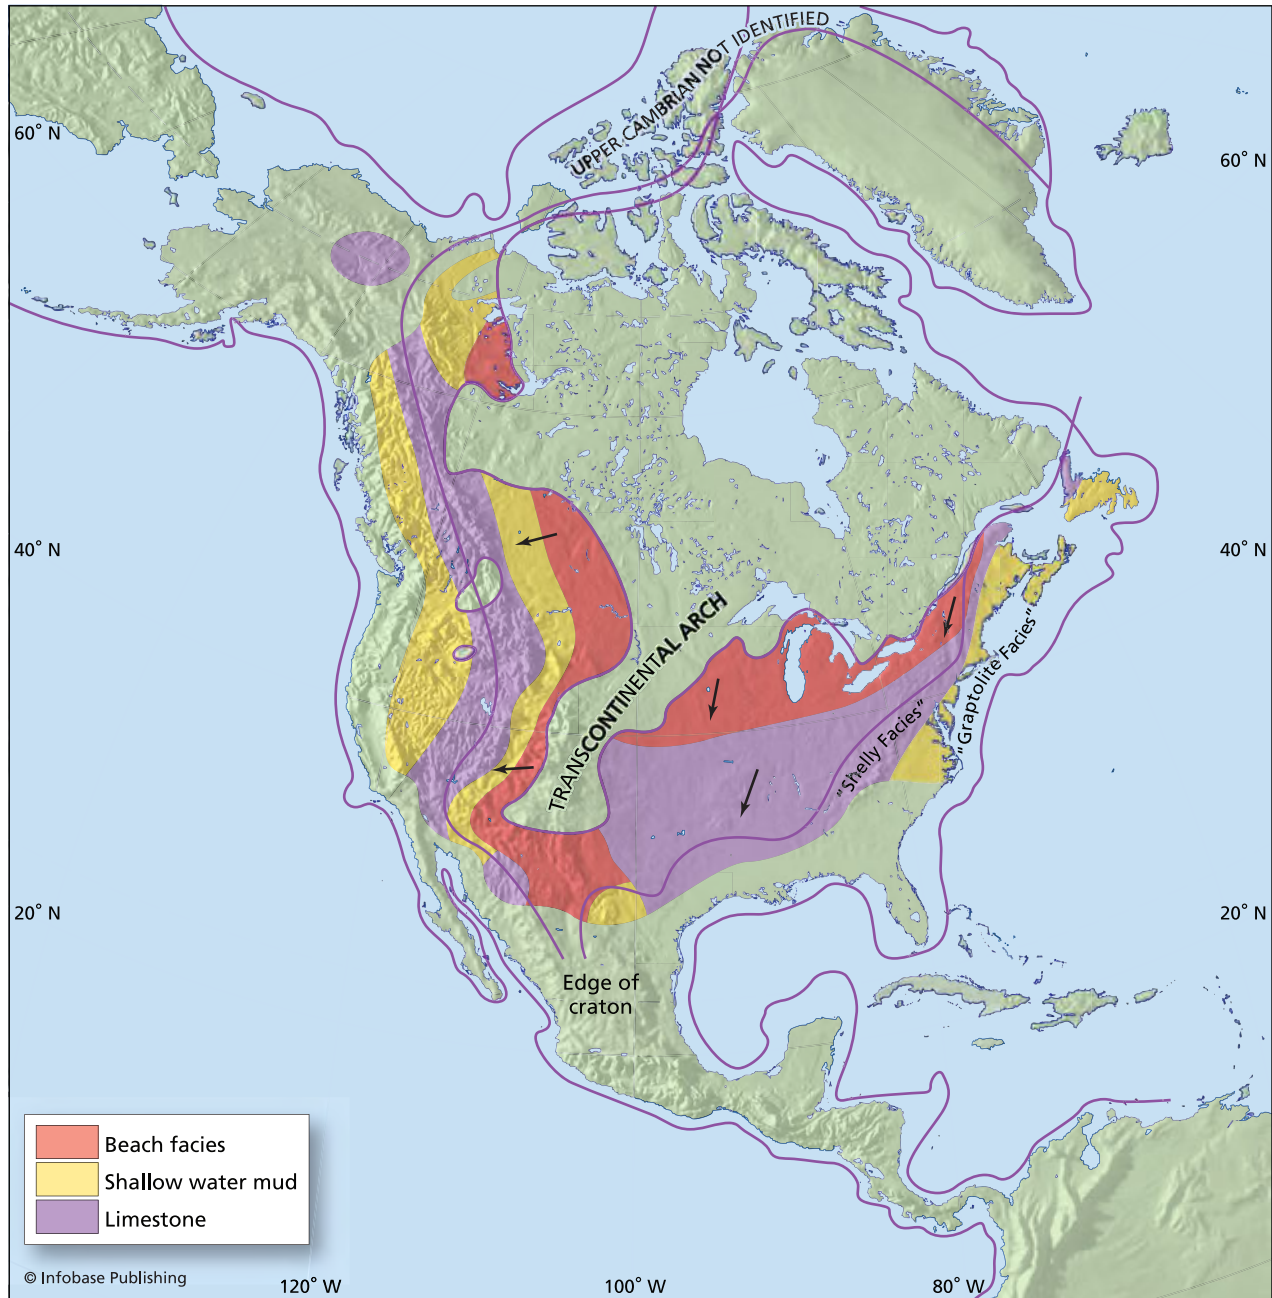 UPPER CAMBRIAN NOT IDENTIFIED
60° N
60° N
40° N
40° N
TRANSCONTINENTAL ARCH
"Shelly Facies"
"Graptolite Facies"
20° N
20° N
Edge of
craton
Beach facies
Shallow water mud
Limestone
© Infobase Publishing
120° W
100° W
80° W